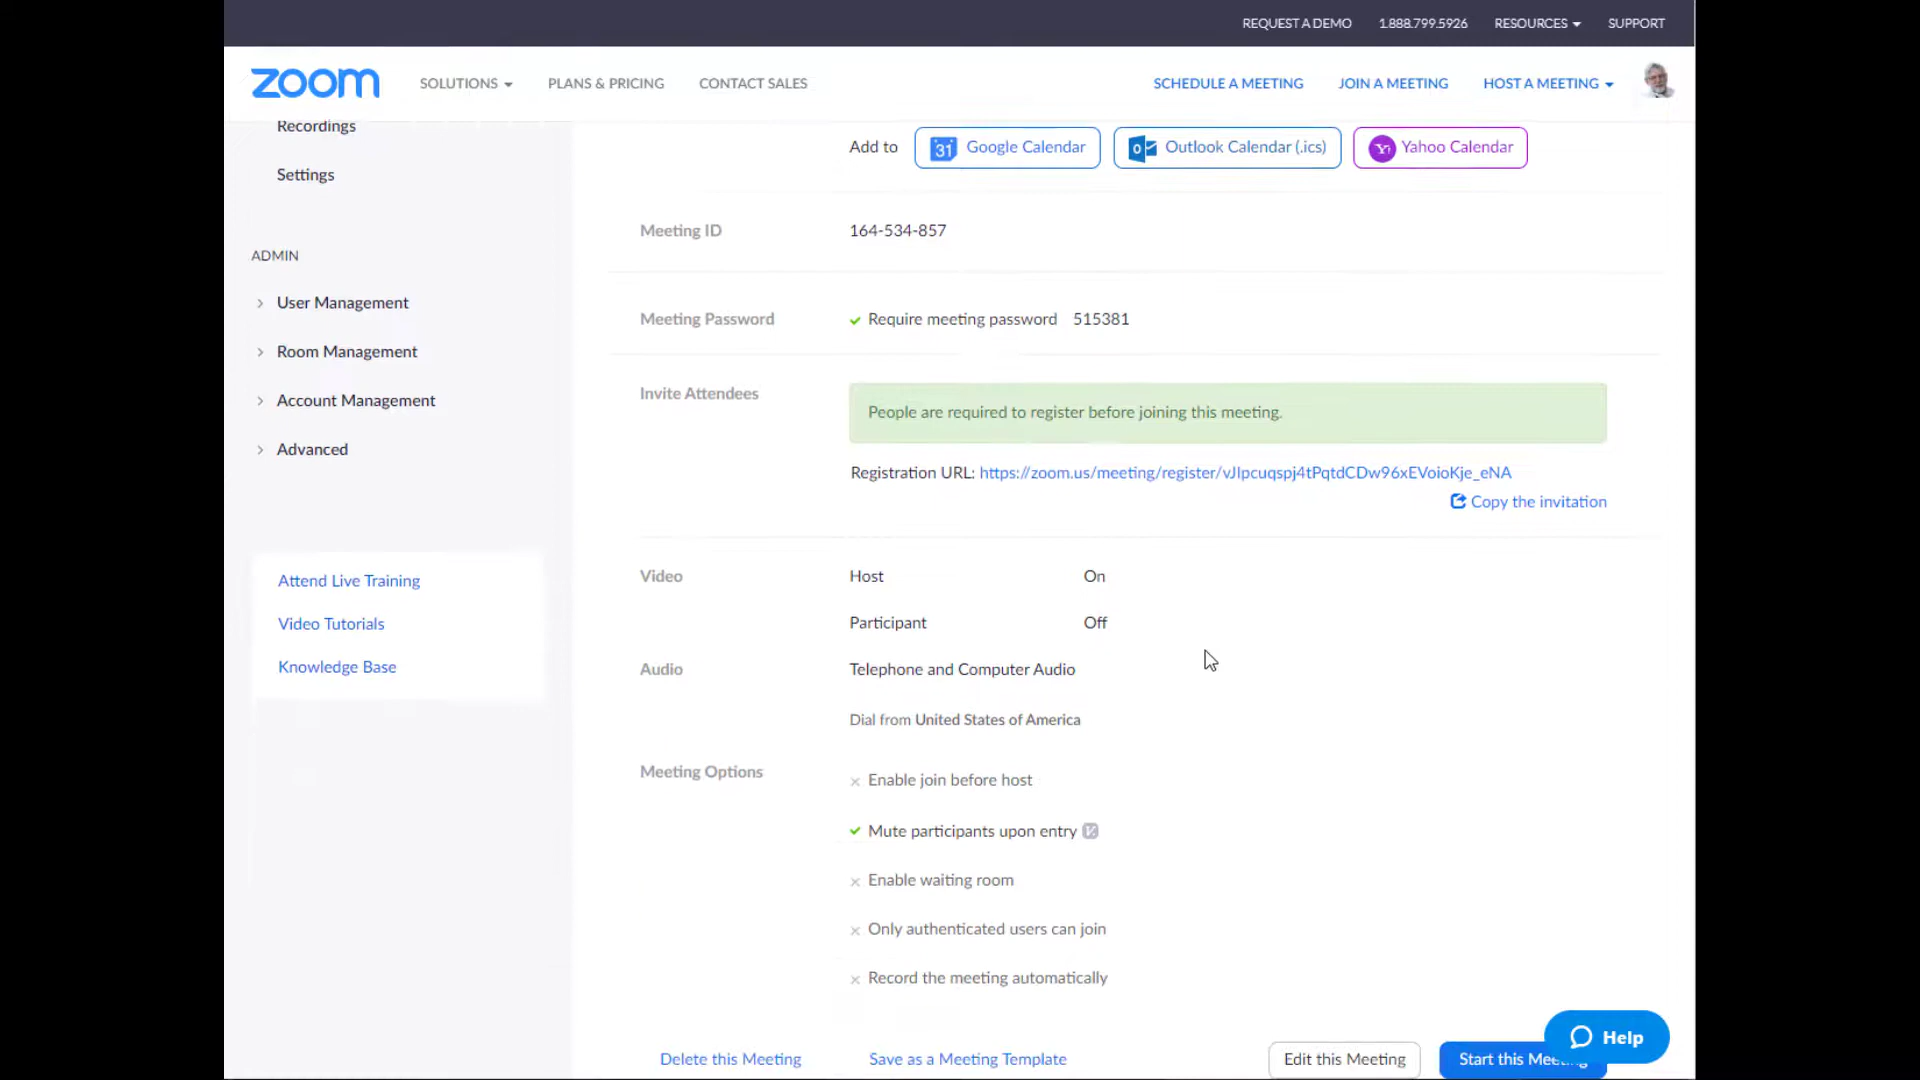 REQUEST A DEMO 1.888.799.5926 RESOURCES SUPPORT
zoom SOLUTIONS PLANS & PRICING CONTACT SALES SCHEDULE A MEETING JOIN A MEETING HOST A MEETING
Recordings
Settings
ADMIN
User Management
Room Management
Account Management
Advanced
Attend Live Training
Video Tutorials
Knowledge Base
Add to 31 Google Calendar Outlook Calendar (.ics) Yahoo Calendar
Meeting ID 164-534-857
Meeting Password Require meeting password 515381
Invite Attendees People are required to register before joining this meeting.
Registration URL: https://zoom.us/meeting/register/vJIpcuqspj4tPqtdCDw96xEVoioKje_eNA
Copy the invitation
Video Host On
Participant Off
Audio Telephone and Computer Audio
Dial from United States of America
Meeting Options Enable join before host
Mute participants upon entry
Enable waiting room
Only authenticated users can join
Record the meeting automatically
Delete this Meeting Save as a Meeting Template Edit this Meeting Start this
Help